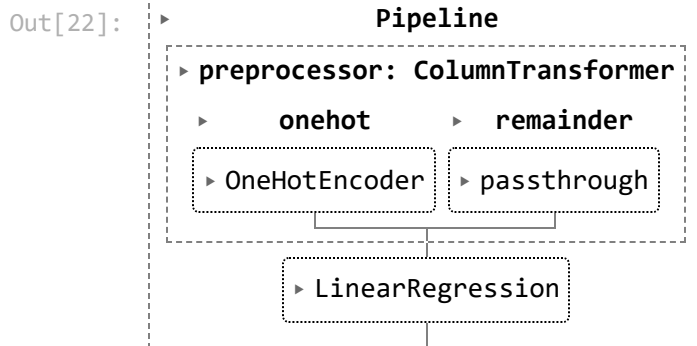 Out[22]:
Pipeline
preprocessor: ColumnTransformer
onehot remainder
OneHotEncoder passthrough
LinearRegression